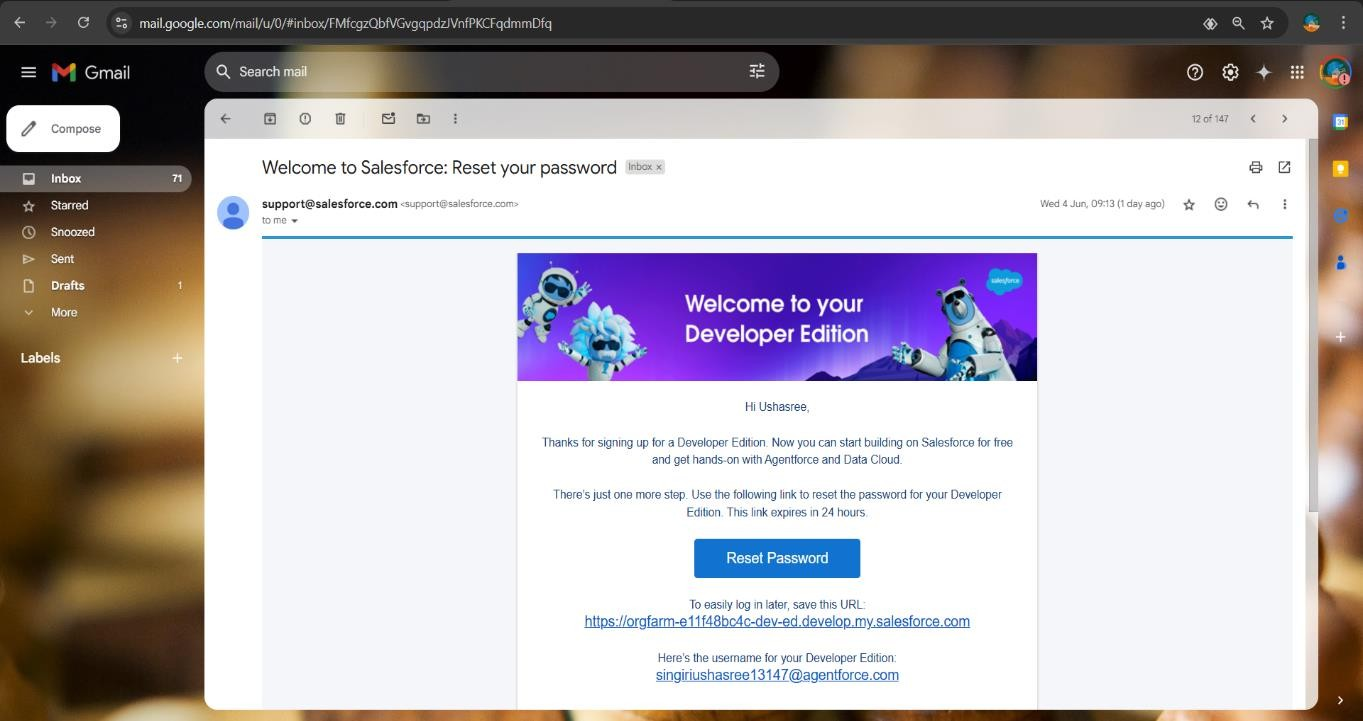 mail.google.com/mail/u/0/#inbox/FMfcgzQbfVGvgqpdzJVnfPKCFqdmmDfq
Gmail
Search mail
Compose
12 of 147
Inbox 71
Starred
Snoozed
Sent
Drafts 1
More
Labels
Welcome to Salesforce: Reset your password Inbox x
support@salesforce.com <support@salesforce.com>
Wed 4 Jun, 09:13 (1 day ago)
to me
salesforce
Welcome to your
Developer Edition
Hi Ushasree,
Thanks for signing up for a Developer Edition. Now you can start building on Salesforce for free
and get hands-on with Agentforce and Data Cloud.
There's just one more step. Use the following link to reset the password for your Developer
Edition. This link expires in 24 hours.
Reset Password
To easily log in later, save this URL:
https://orgfarm-e11f48bc4c-dev-ed.develop.my.salesforce.com
Here's the username for your Developer Edition:
singiriushasree13147@agentforce.com